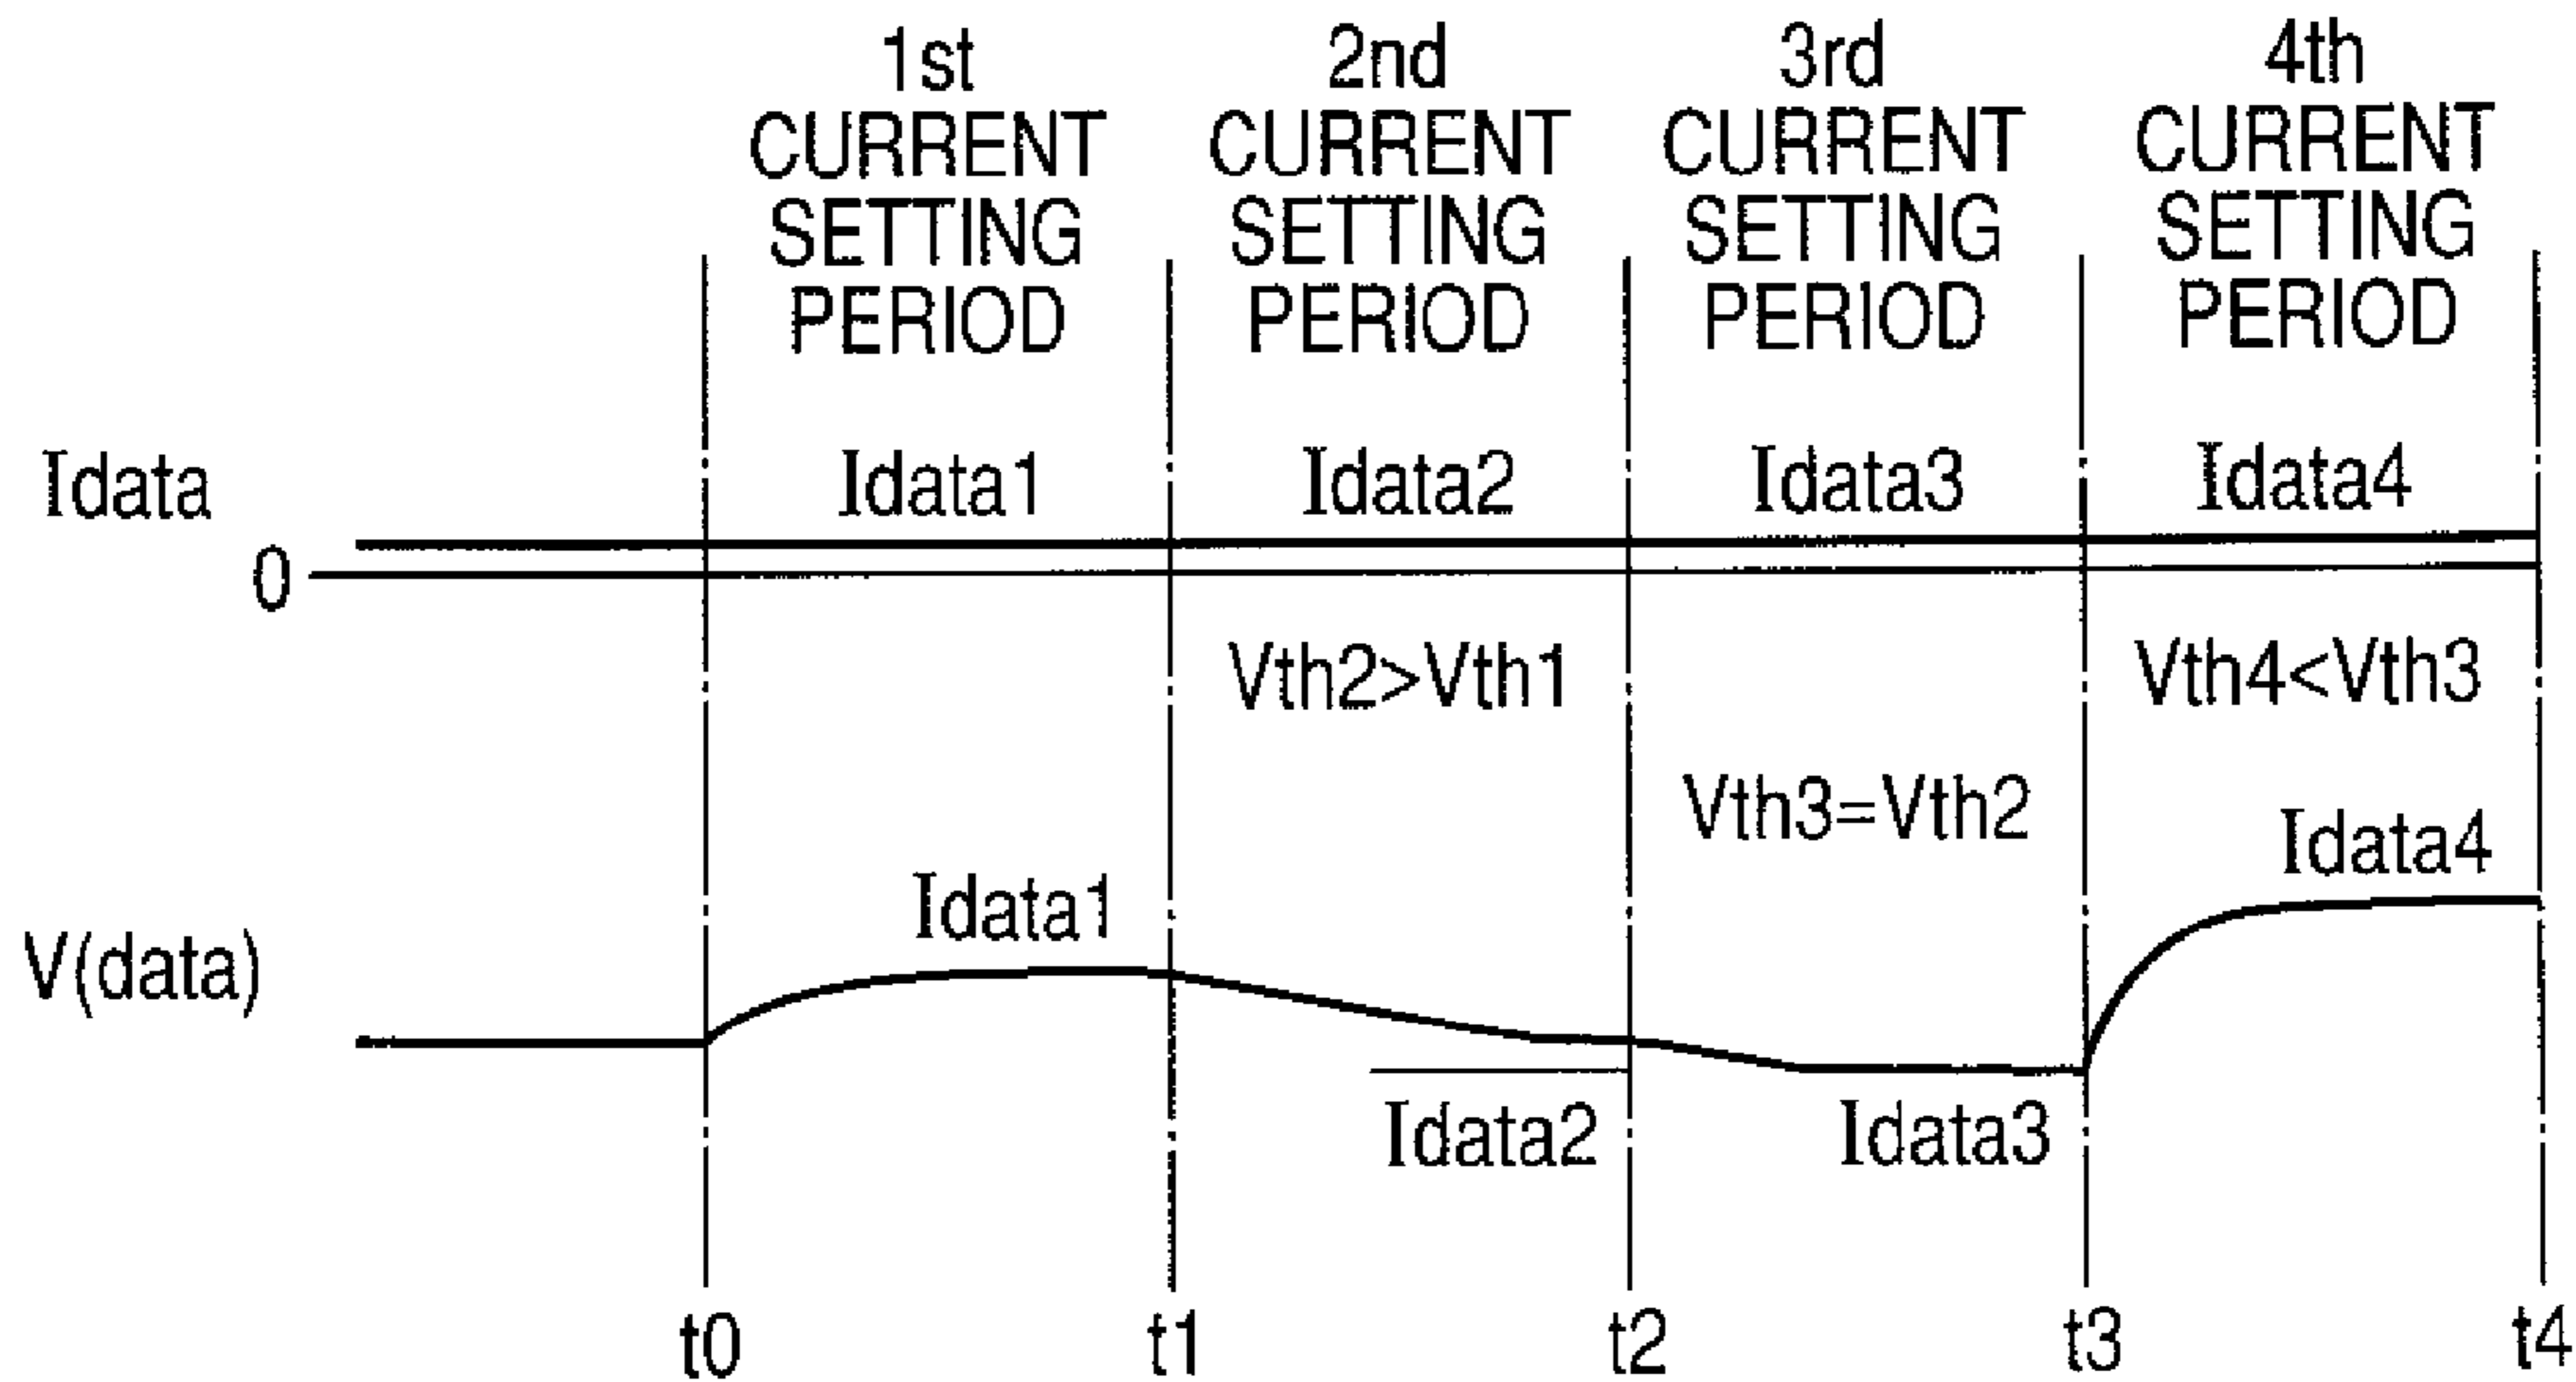 1st
CURRENT
SETTING
PERIOD
2nd
CURRENT
SETTING
PERIOD
3rd
CURRENT
SETTING
PERIOD
4th
CURRENT
SETTING
PERIOD
Idata
Idata1
Idata2
Idata3
Idata4
0
Vth2>Vth1
Vth4<Vth3
Vth3=Vth2
Idata4
Idata1
V(data)
Idata2
Idata3
t0
t1
t2
t3
t4